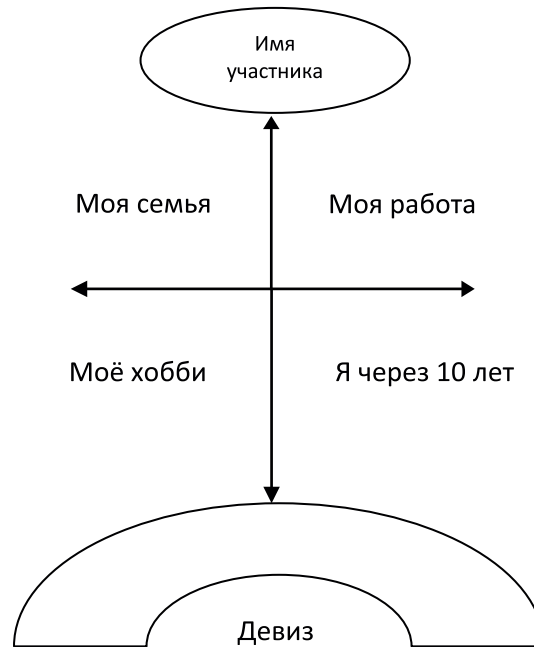 Имя
участника
Моя семья
Моя работа
Моё хобби
Я через 10 лет
Девиз